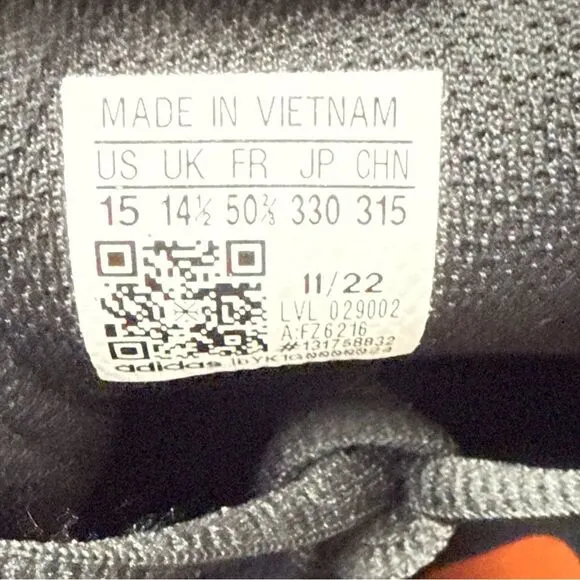 MADE IN VIETNAM
US UK FR JP CHN
15 14½ 50⅔ 330 315
11/22
LVL 029002
A:FZ6216
#131758832
adidas